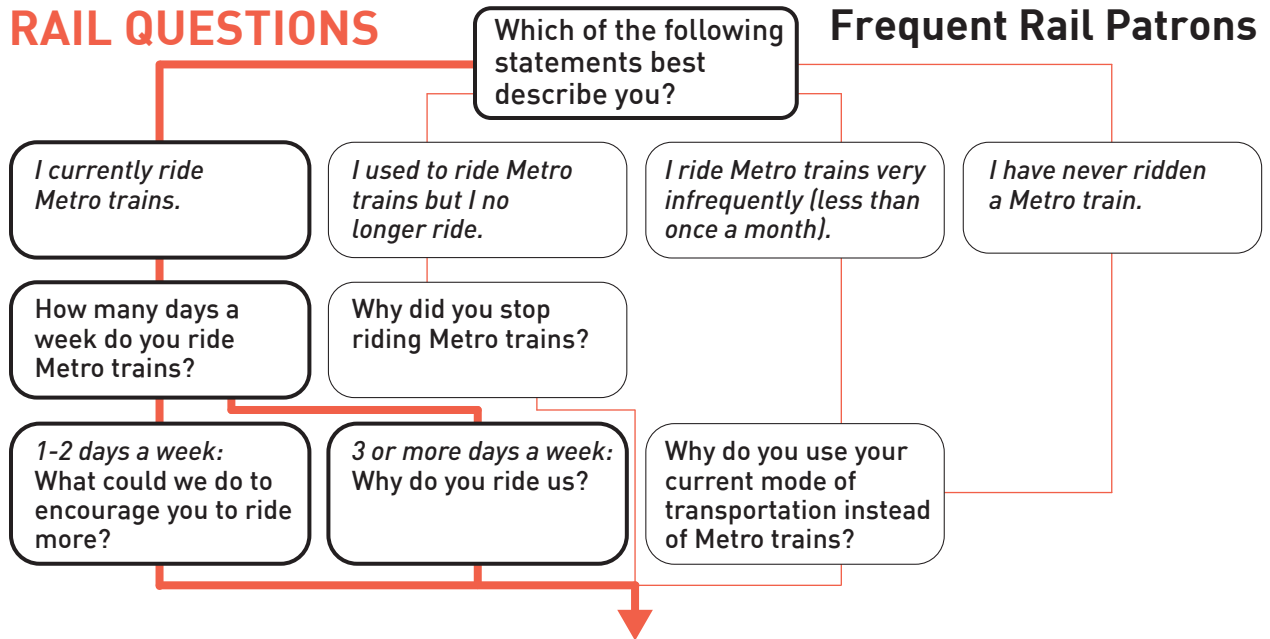 RAIL QUESTIONS
Frequent Rail Patrons
Which of the following
statements best
describe you?
I currently ride
Metro trains.
I used to ride Metro
trains but I no
longer ride.
I ride Metro trains very
infrequently (less than
once a month).
I have never ridden
a Metro train.
How many days a
week do you ride
Metro trains?
Why did you stop
riding Metro trains?
1-2 days a week:
What could we do to
encourage you to ride
more?
3 or more days a week:
Why do you ride us?
Why do you use your
current mode of
transportation instead
of Metro trains?